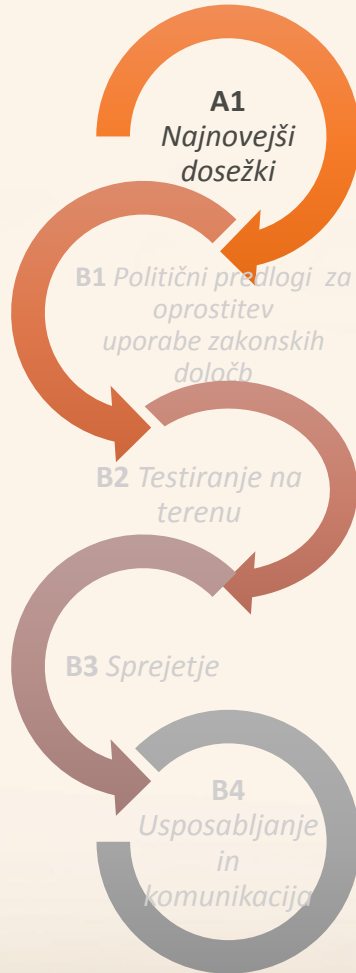 A1
Najnovejši
dosežki
B1 Politični predlogi za
oprostitev
uporabe zakonskih
določb
B2 Testiranje na
terenu
B3 Sprejetje
B4
Usposabljanje
in
komunikacija